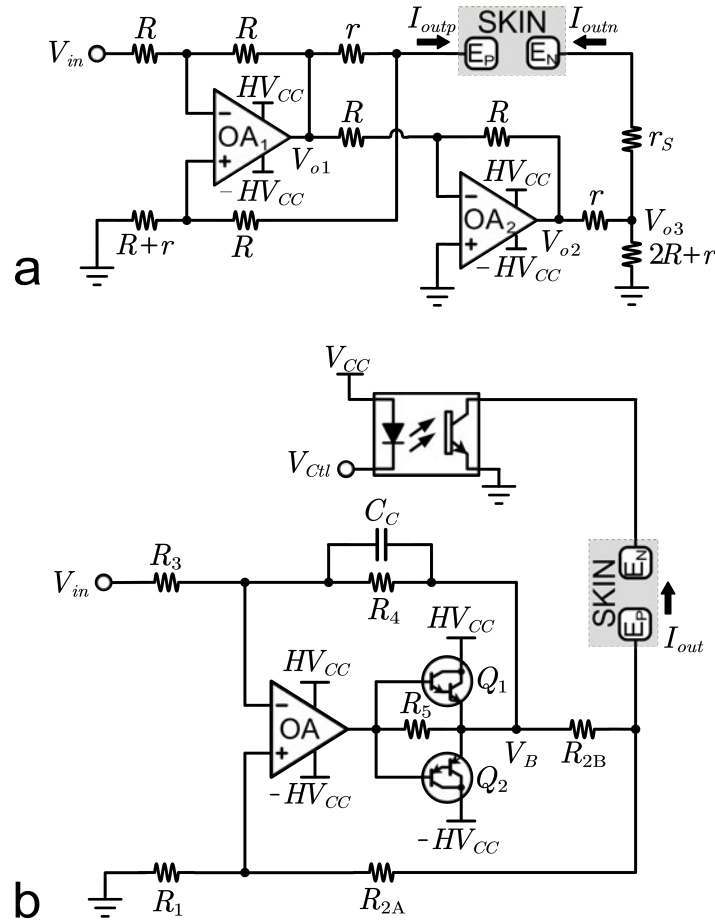 SKIN
I_outp I_outn
V_in R R r E_P E_N
HV_CC
OA_1 R R
− + V_o1 HV_CC r_S
-HV_CC
OA_2 r V_o3
− + V_o2
R+r R -HV_CC 2R+r
a
V_CC
V_Ctl
C_C
V_in R_3 R_4
SKIN E_N E_P I_out
HV_CC
HV_CC Q_1
− R_5
OA V_B R_2B
+ Q_2
-HV_CC
-HV_CC
R_1 R_2A
b